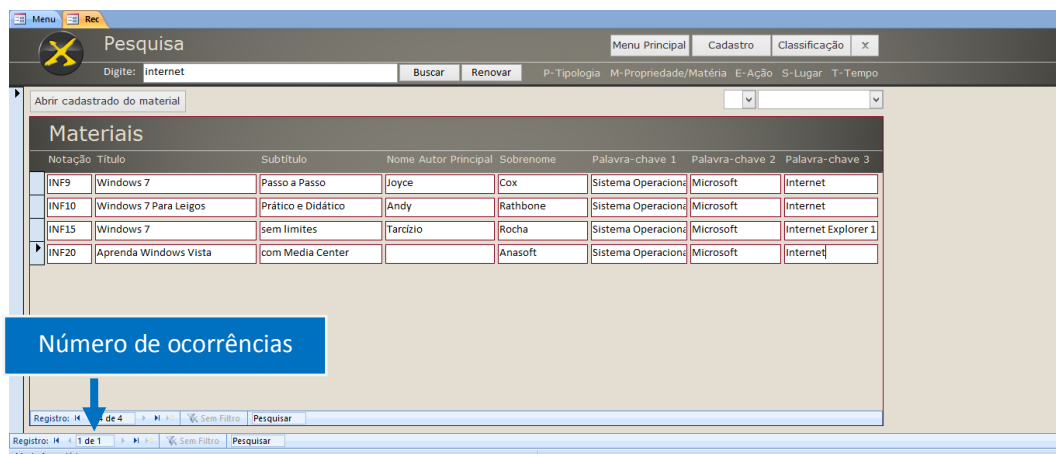 Menu Rec
Pesquisa Menu Principal Cadastro Classificação x
Digite: internet Buscar Renovar P-Tipologia M-Propriedade/Matéria E-Ação S-Lugar T-Tempo
Abrir cadastrado do material
Materiais
Notação Título Subtítulo Nome Autor Principal Sobrenome Palavra-chave 1 Palavra-chave 2 Palavra-chave 3
INF9 Windows 7 Passo a Passo Joyce Cox Sistema Operaciona Microsoft Internet
INF10 Windows 7 Para Leigos Prático e Didático Andy Rathbone Sistema Operaciona Microsoft Internet
INF15 Windows 7 sem limites Tarcízio Rocha Sistema Operaciona Microsoft Internet Explorer 1
INF20 Aprenda Windows Vista com Media Center Anasoft Sistema Operaciona Microsoft Internet
Número de ocorrências
Registro: de 4 Sem Filtro Pesquisar
Registro: 1 de 1 Sem Filtro Pesquisar